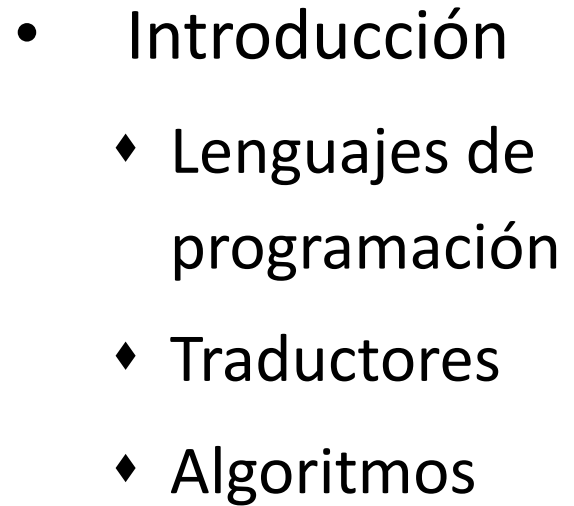 • Introducción
♦ Lenguajes de
programación
♦ Traductores
♦ Algoritmos